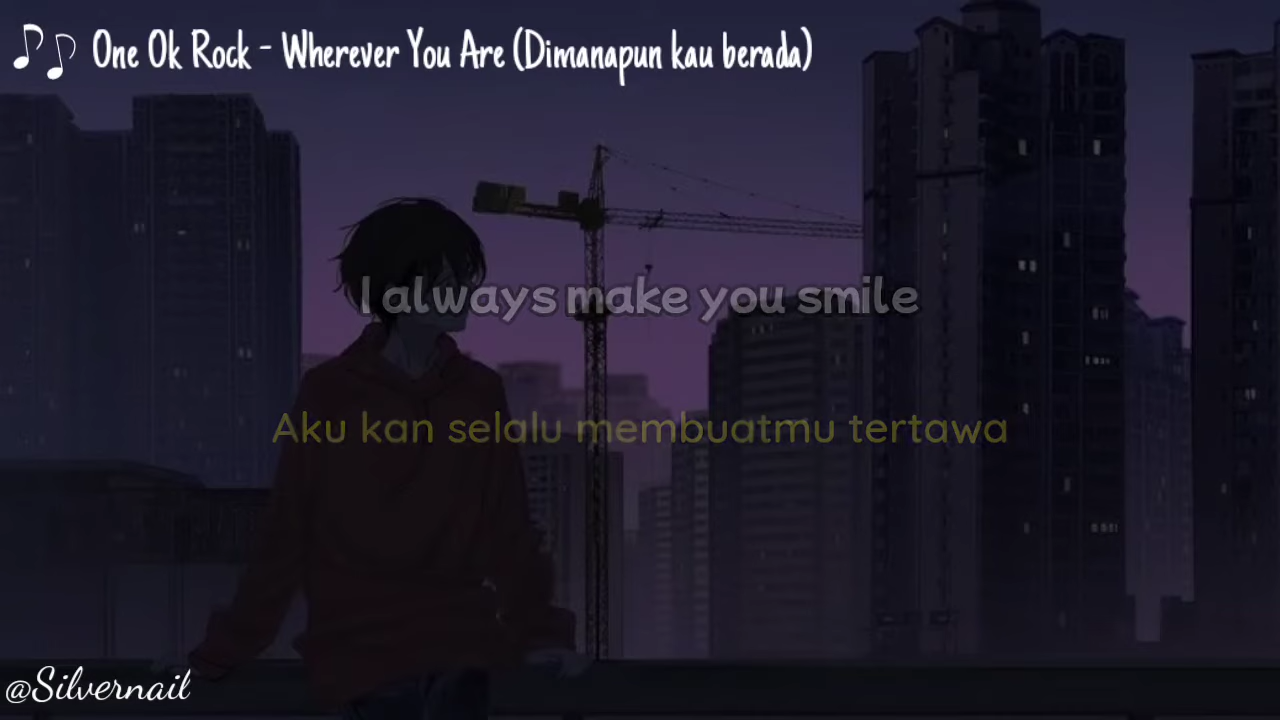 One Ok Rock - Wherever You Are (Dimanapun kau berada)
I always make you smile
Aku kan selalu membuatmu tertawa
@Silvernail